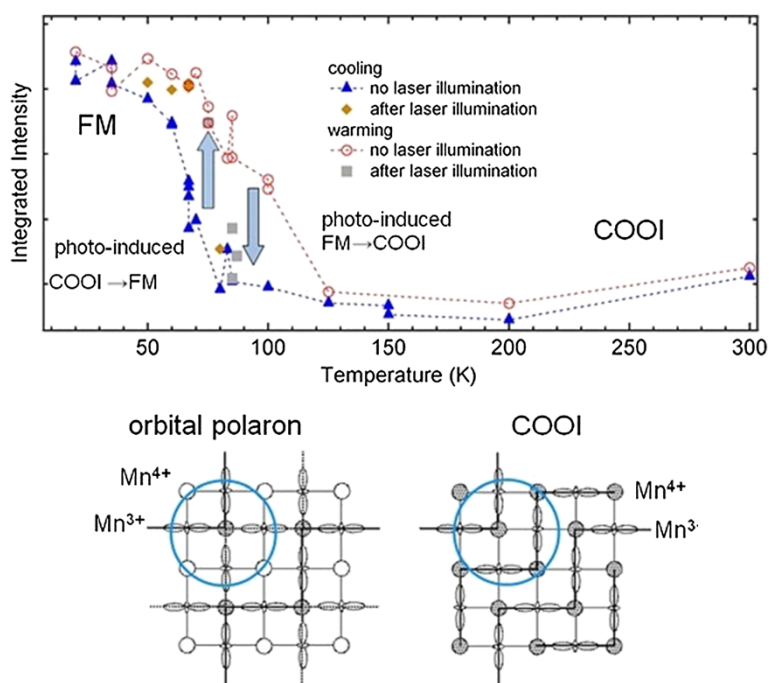 Integrated Intensity
FM
cooling
no laser illumination
after laser illumination
warming
no laser illumination
after laser illumination
photo-induced
COOI →FM
photo-induced
FM→COOI
COOI
50
100
150
200
250
300
Temperature (K)
orbital polaron
COOI
Mn4+
Mn3+
Mn4+
Mn3